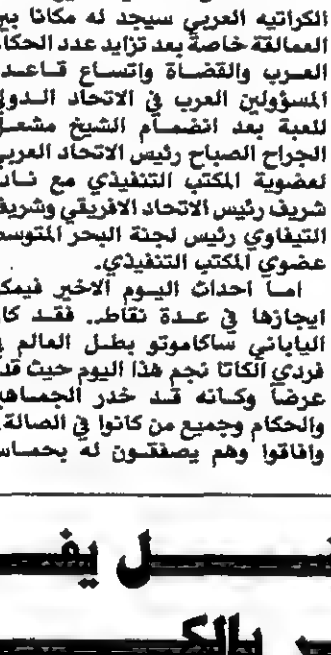 الكراتيه العربي سيجد له مكانا بين
العمالقة خاصة بعد تزايد عدد الحكام
العرب والقضاة واتساع قاعدة
المسؤولين العرب في الاتحاد الدولي
للعبة بعد انضمام الشيخ مشعل
الجراح الصباح رئيس الاتحاد العربي
لعضوية المكتب التنفيذي مع نادر
شريف رئيس الاتحاد الافريقي وشريف
التيفاوي رئيس لجنة البحر المتوسط
عضوي المكتب التنفيذي.
اما احداث اليوم الاخير فيمكن
ايجازها في عدة نقاط.. فقد كان
الياباني ساكاموتو بطل العالم في
فردي الكاتا نجم هذا اليوم حيث قدم
عرضاً وكانه قد خدر الجماهير
والحكام وجميع من كانوا في الصالة
وافاقوا وهم يصفقون له بحماس